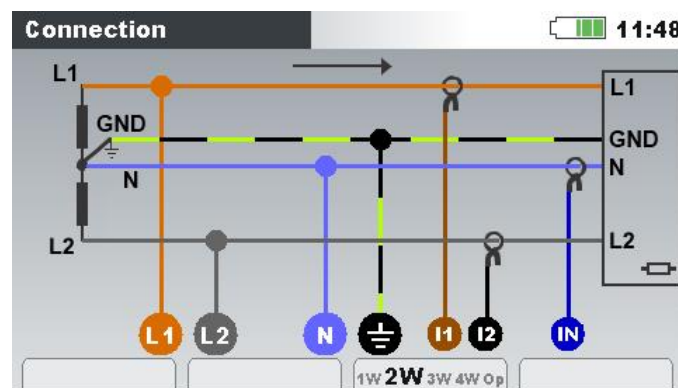 Connection 11:48
L1 L1
GND GND
N N
L2 L2
L1 L2 N I1 I2 IN
1W 2W 3W 4W Op